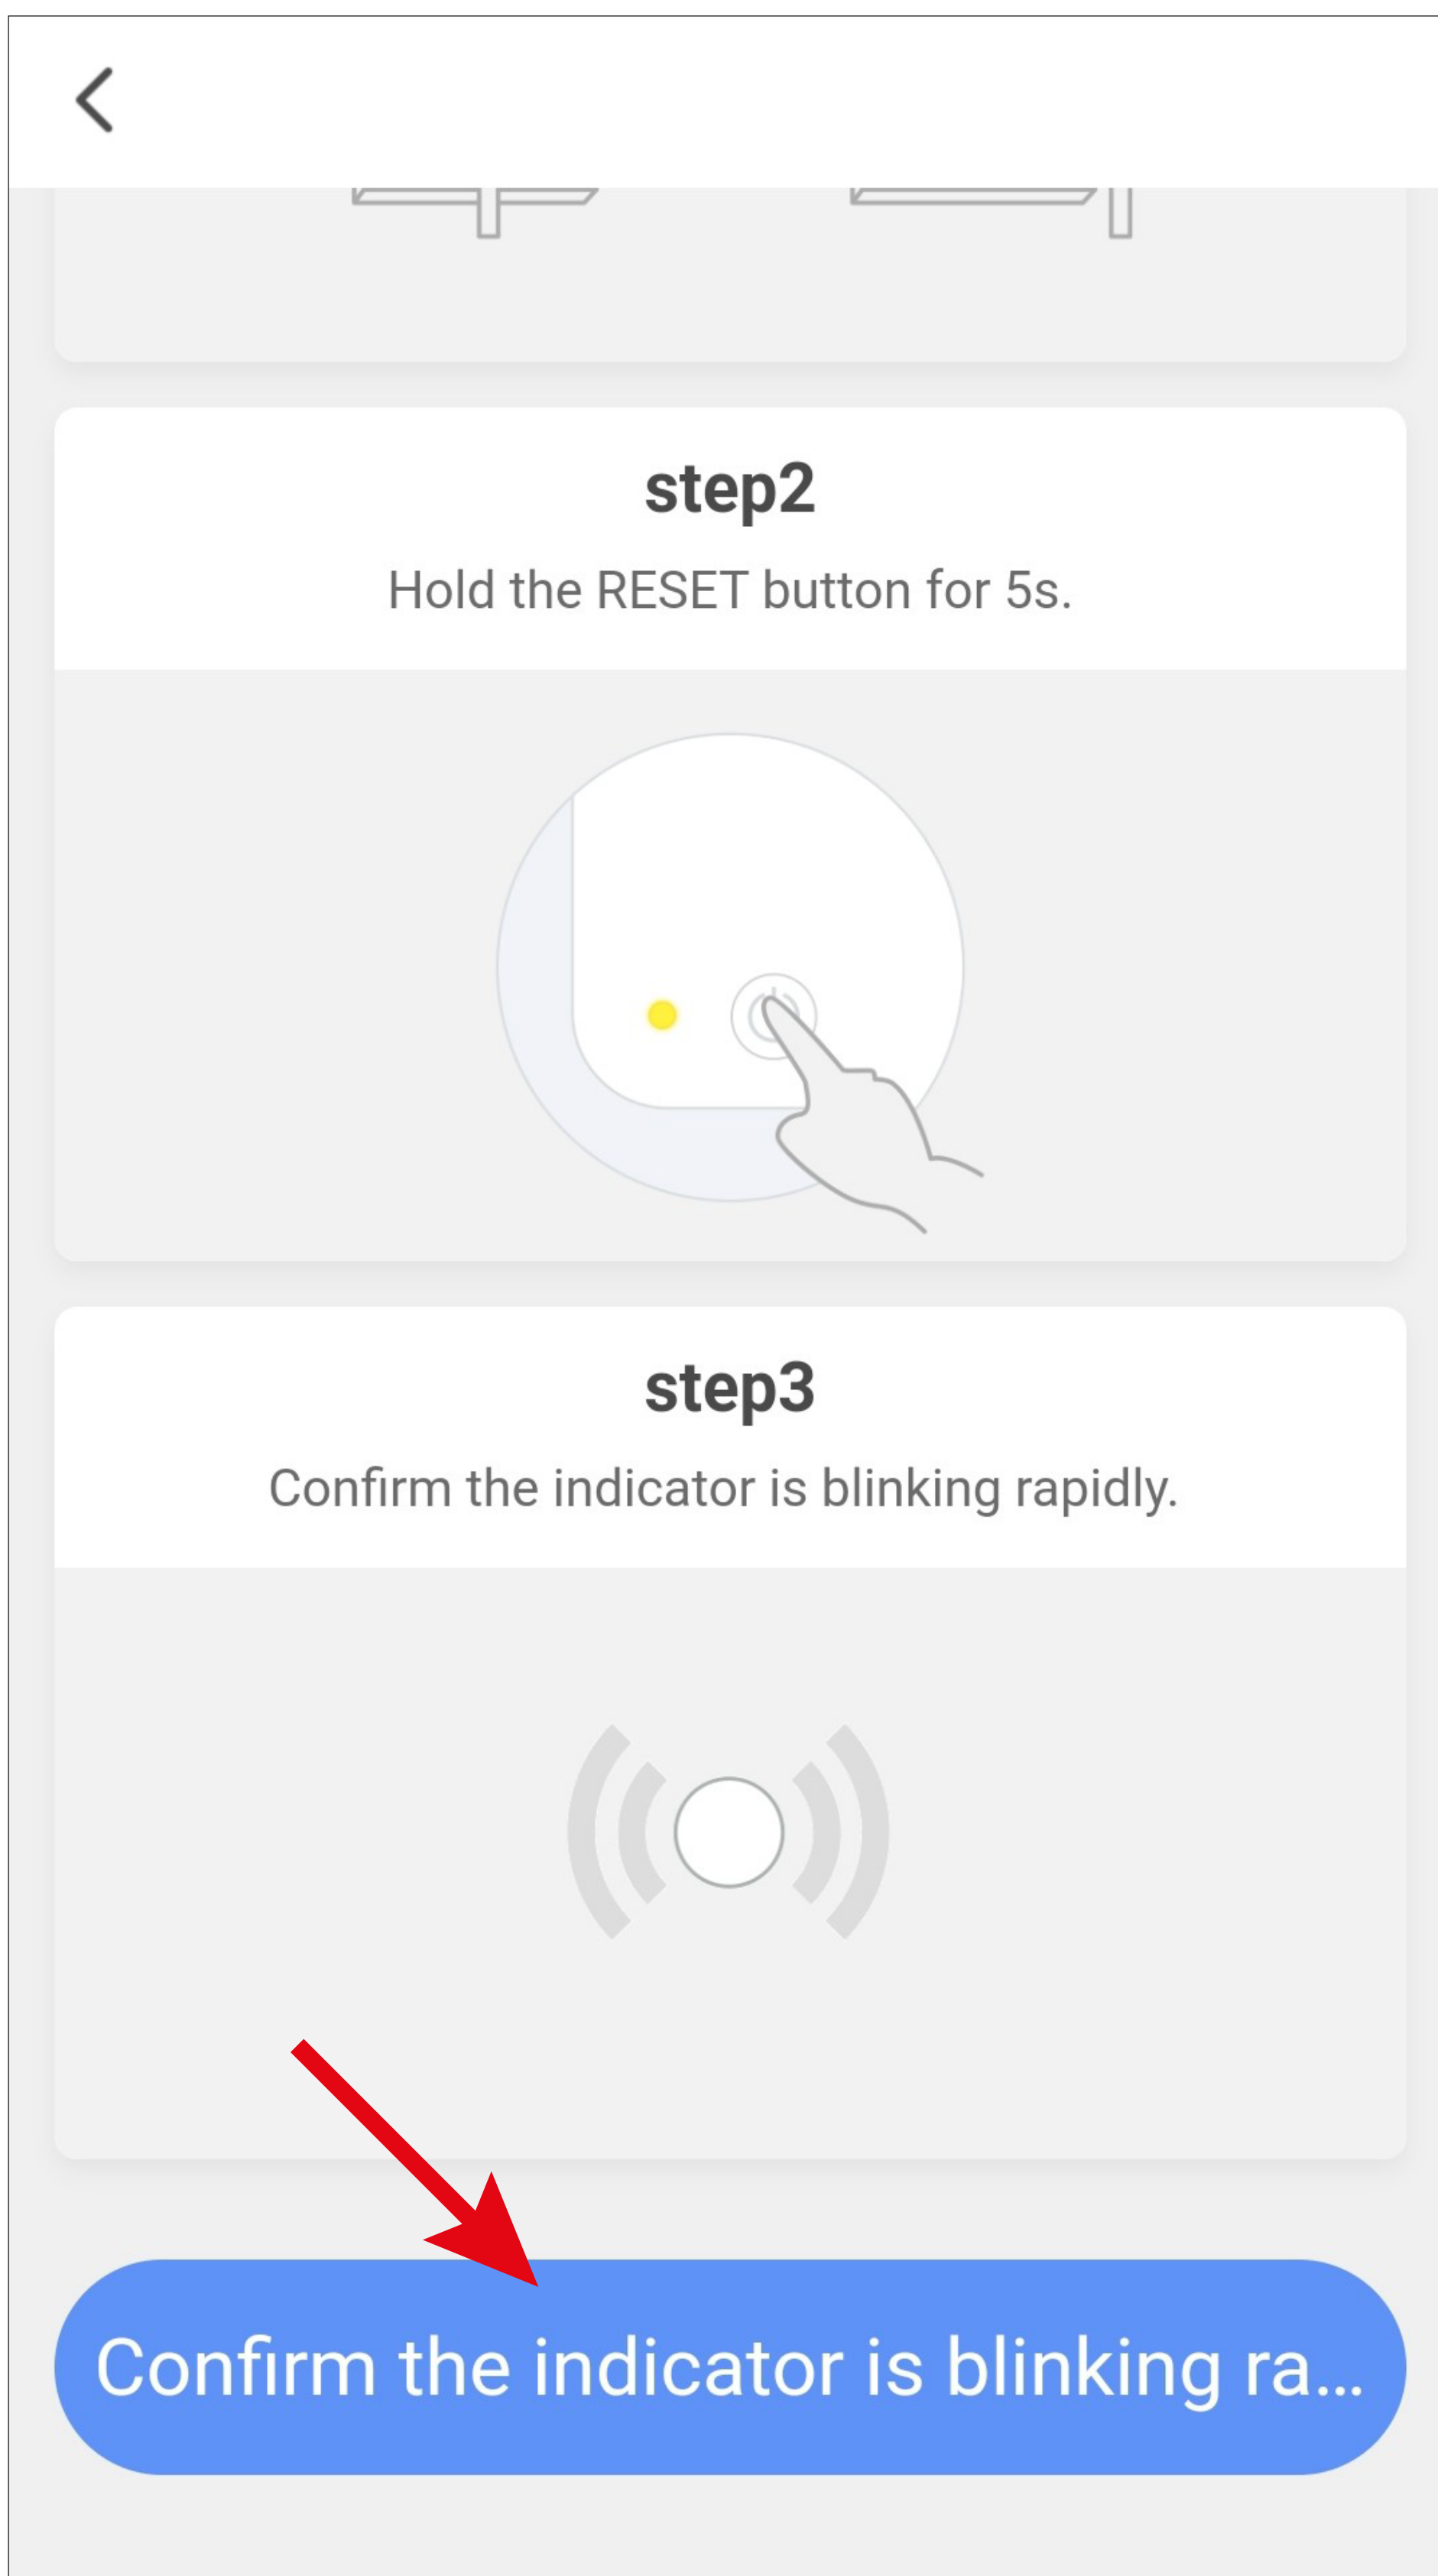 step2
Hold the RESET button for 5s.
step3
Confirm the indicator is blinking rapidly.
Confirm the indicator is blinking ra...